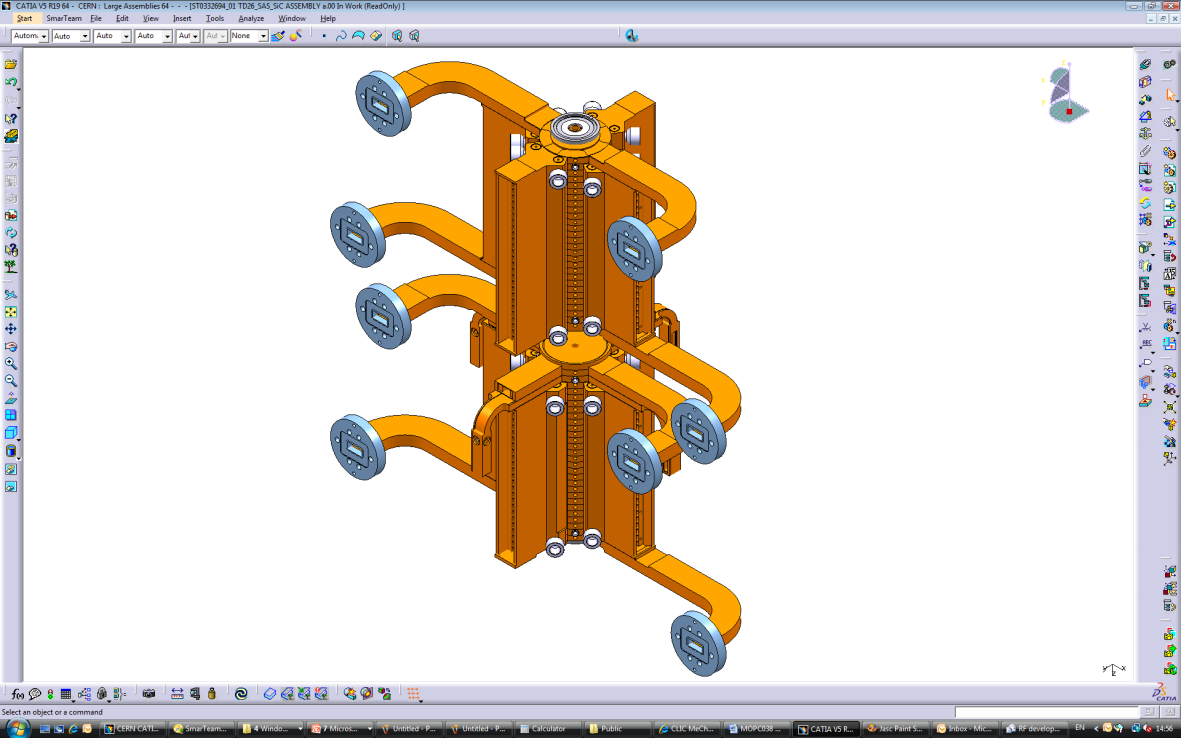 CATIA V5 R19 64 - CERN : Large Assemblies 64 - - - [ST0332694_01 TD26_SAS_SiC ASSEMBLY a.00 In Work (ReadOnly) ]
Start SmarTeam File Edit View Insert Tools Analyze Window Help
Autom Auto Auto Auto Aut Aut None
z
x
y
ABC
y x
z
f(x)
CATIA
Select an object or a command
CERN CATI... SmarTeam... 4 Windo... 7 Micros... Untitled - P... Untitled - P... Calculator Public CLIC MeCh... MOPC038 ... CATIA V5 R... Jasc Paint S... Inbox - Mic... RF develop... EN 14:56